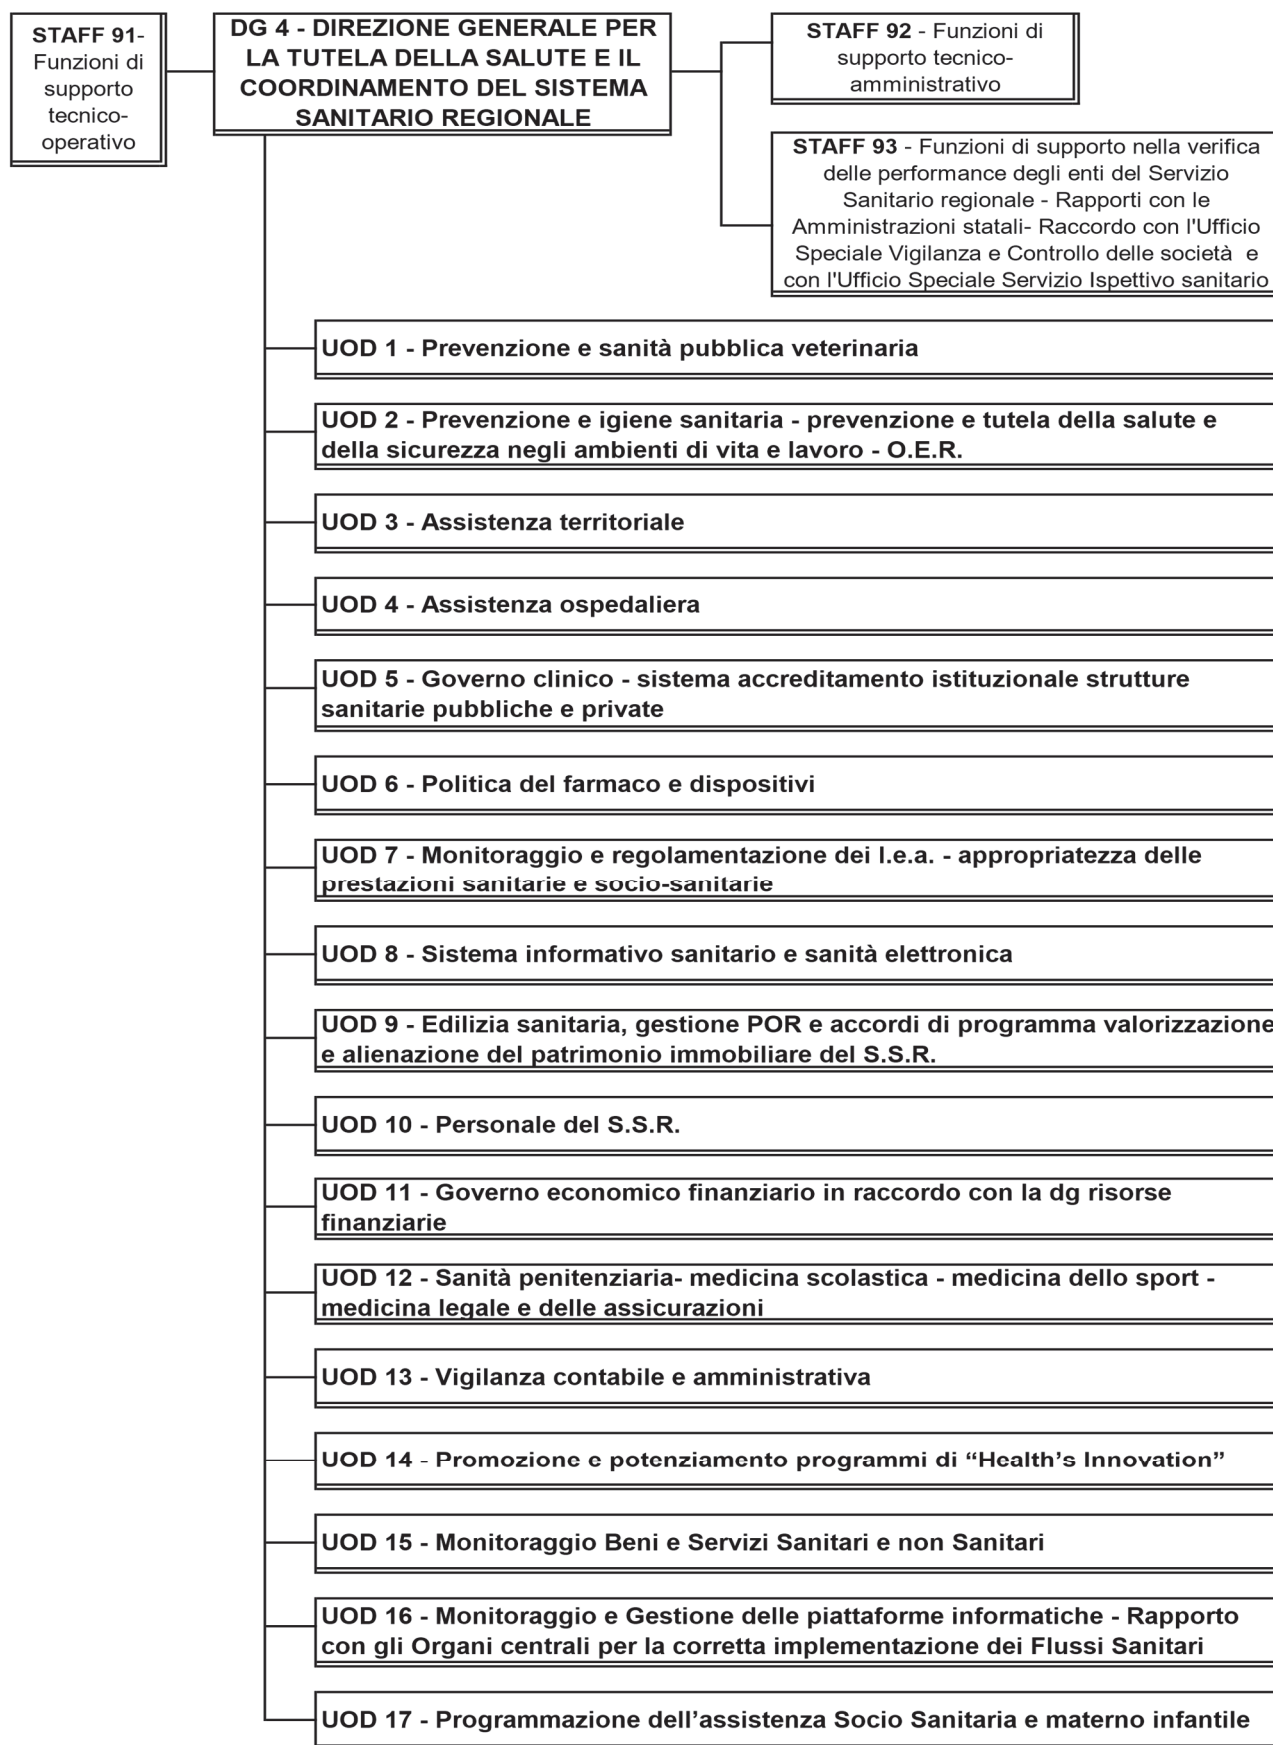 STAFF 91-
Funzioni di
supporto
tecnico-
operativo
DG 4 - DIREZIONE GENERALE PER
LA TUTELA DELLA SALUTE E IL
COORDINAMENTO DEL SISTEMA
SANITARIO REGIONALE
STAFF 92 - Funzioni di
supporto tecnico-
amministrativo
STAFF 93 - Funzioni di supporto nella verifica
delle performance degli enti del Servizio
Sanitario regionale - Rapporti con le
Amministrazioni statali- Raccordo con l'Ufficio
Speciale Vigilanza e Controllo delle società e
con l'Ufficio Speciale Servizio Ispettivo sanitario
UOD 1 - Prevenzione e sanità pubblica veterinaria
UOD 2 - Prevenzione e igiene sanitaria - prevenzione e tutela della salute e
della sicurezza negli ambienti di vita e lavoro - O.E.R.
UOD 3 - Assistenza territoriale
UOD 4 - Assistenza ospedaliera
UOD 5 - Governo clinico - sistema accreditamento istituzionale strutture
sanitarie pubbliche e private
UOD 6 - Politica del farmaco e dispositivi
UOD 7 - Monitoraggio e regolamentazione dei l.e.a. - appropriatezza delle
prestazioni sanitarie e socio-sanitarie
UOD 8 - Sistema informativo sanitario e sanità elettronica
UOD 9 - Edilizia sanitaria, gestione POR e accordi di programma valorizzazione
e alienazione del patrimonio immobiliare del S.S.R.
UOD 10 - Personale del S.S.R.
UOD 11 - Governo economico finanziario in raccordo con la dg risorse
finanziarie
UOD 12 - Sanità penitenziaria- medicina scolastica - medicina dello sport -
medicina legale e delle assicurazioni
UOD 13 - Vigilanza contabile e amministrativa
UOD 14 - Promozione e potenziamento programmi di “Health’s Innovation”
UOD 15 - Monitoraggio Beni e Servizi Sanitari e non Sanitari
UOD 16 - Monitoraggio e Gestione delle piattaforme informatiche - Rapporto
con gli Organi centrali per la corretta implementazione dei Flussi Sanitari
UOD 17 - Programmazione dell’assistenza Socio Sanitaria e materno infantile